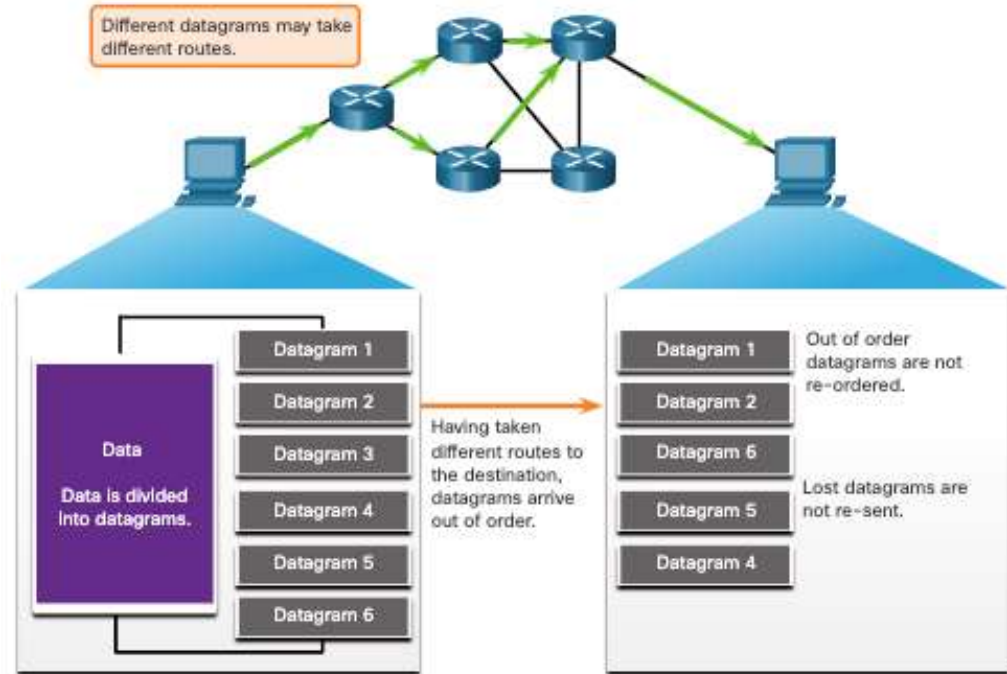 Different datagrams may take
different routes.
Data
Data is divided
Into datagrams.
Datagram 1
Datagram 2
Datagram 3
Datagram 4
Datagram 5
Datagram 6
Having taken
different routes to
the destination,
datagrams arrive
out of order.
Datagram 1
Datagram 2
Datagram 6
Datagram 5
Datagram 4
Out of order
datagrams are not
re-ordered.
Lost datagrams are
not re-sent.